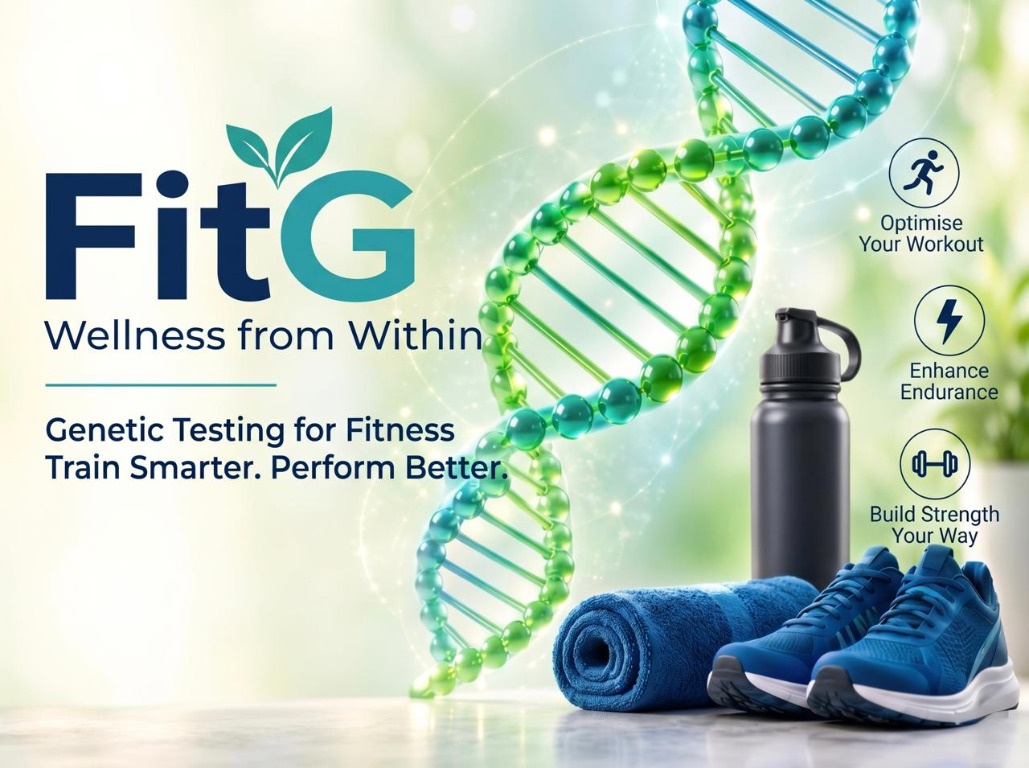 FitG
Wellness from Within
Genetic Testing for Fitness
Train Smarter. Perform Better.
Optimise
Your Workout
Enhance
Endurance
Build Strength
Your Way